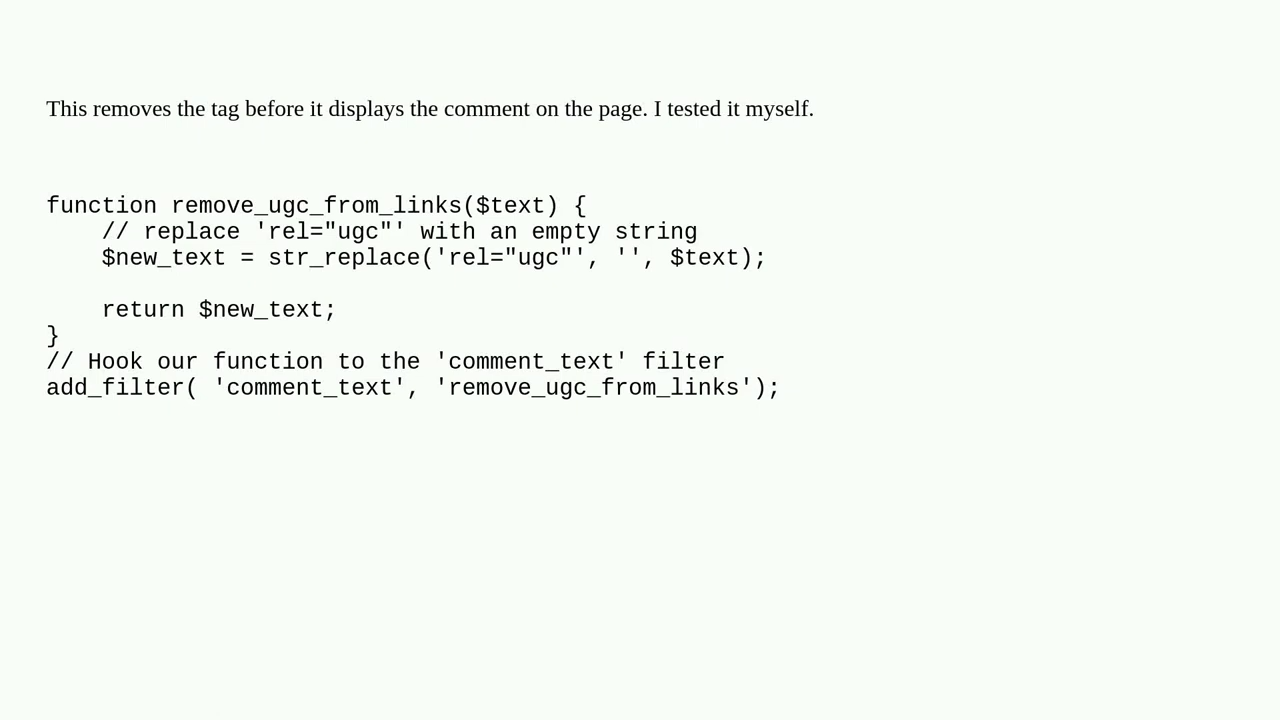 This removes the tag before it displays the comment on the page. I tested it myself.
function remove_ugc_from_links($text) {
    // replace 'rel="ugc"' with an empty string
    $new_text = str_replace('rel="ugc"', '', $text);
    return $new_text;
}
// Hook our function to the 'comment_text' filter
add_filter( 'comment_text', 'remove_ugc_from_links');